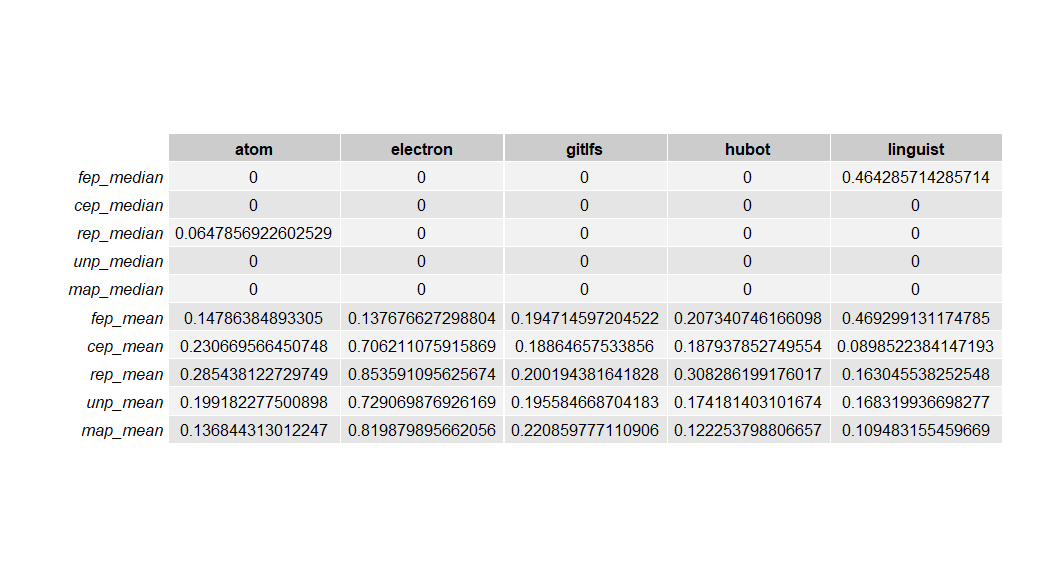 atom electron gitlfs hubot linguist
fep_median 0 0 0 0 0.464285714285714
cep_median 0 0 0 0 0
rep_median 0.0647856922602529 0 0 0 0
unp_median 0 0 0 0 0
map_median 0 0 0 0 0
fep_mean 0.14786384893305 0.137676627298804 0.194714597204522 0.207340746166098 0.469299131174785
cep_mean 0.230669566450748 0.706211075915869 0.18864657533856 0.187937852749554 0.0898522384147193
rep_mean 0.285438122729749 0.853591095625674 0.200194381641828 0.308286199176017 0.163045538252548
unp_mean 0.199182277500898 0.729069876926169 0.195584668704183 0.174181403101674 0.168319936698277
map_mean 0.136844313012247 0.819879895662056 0.220859777110906 0.122253798806657 0.109483155459669